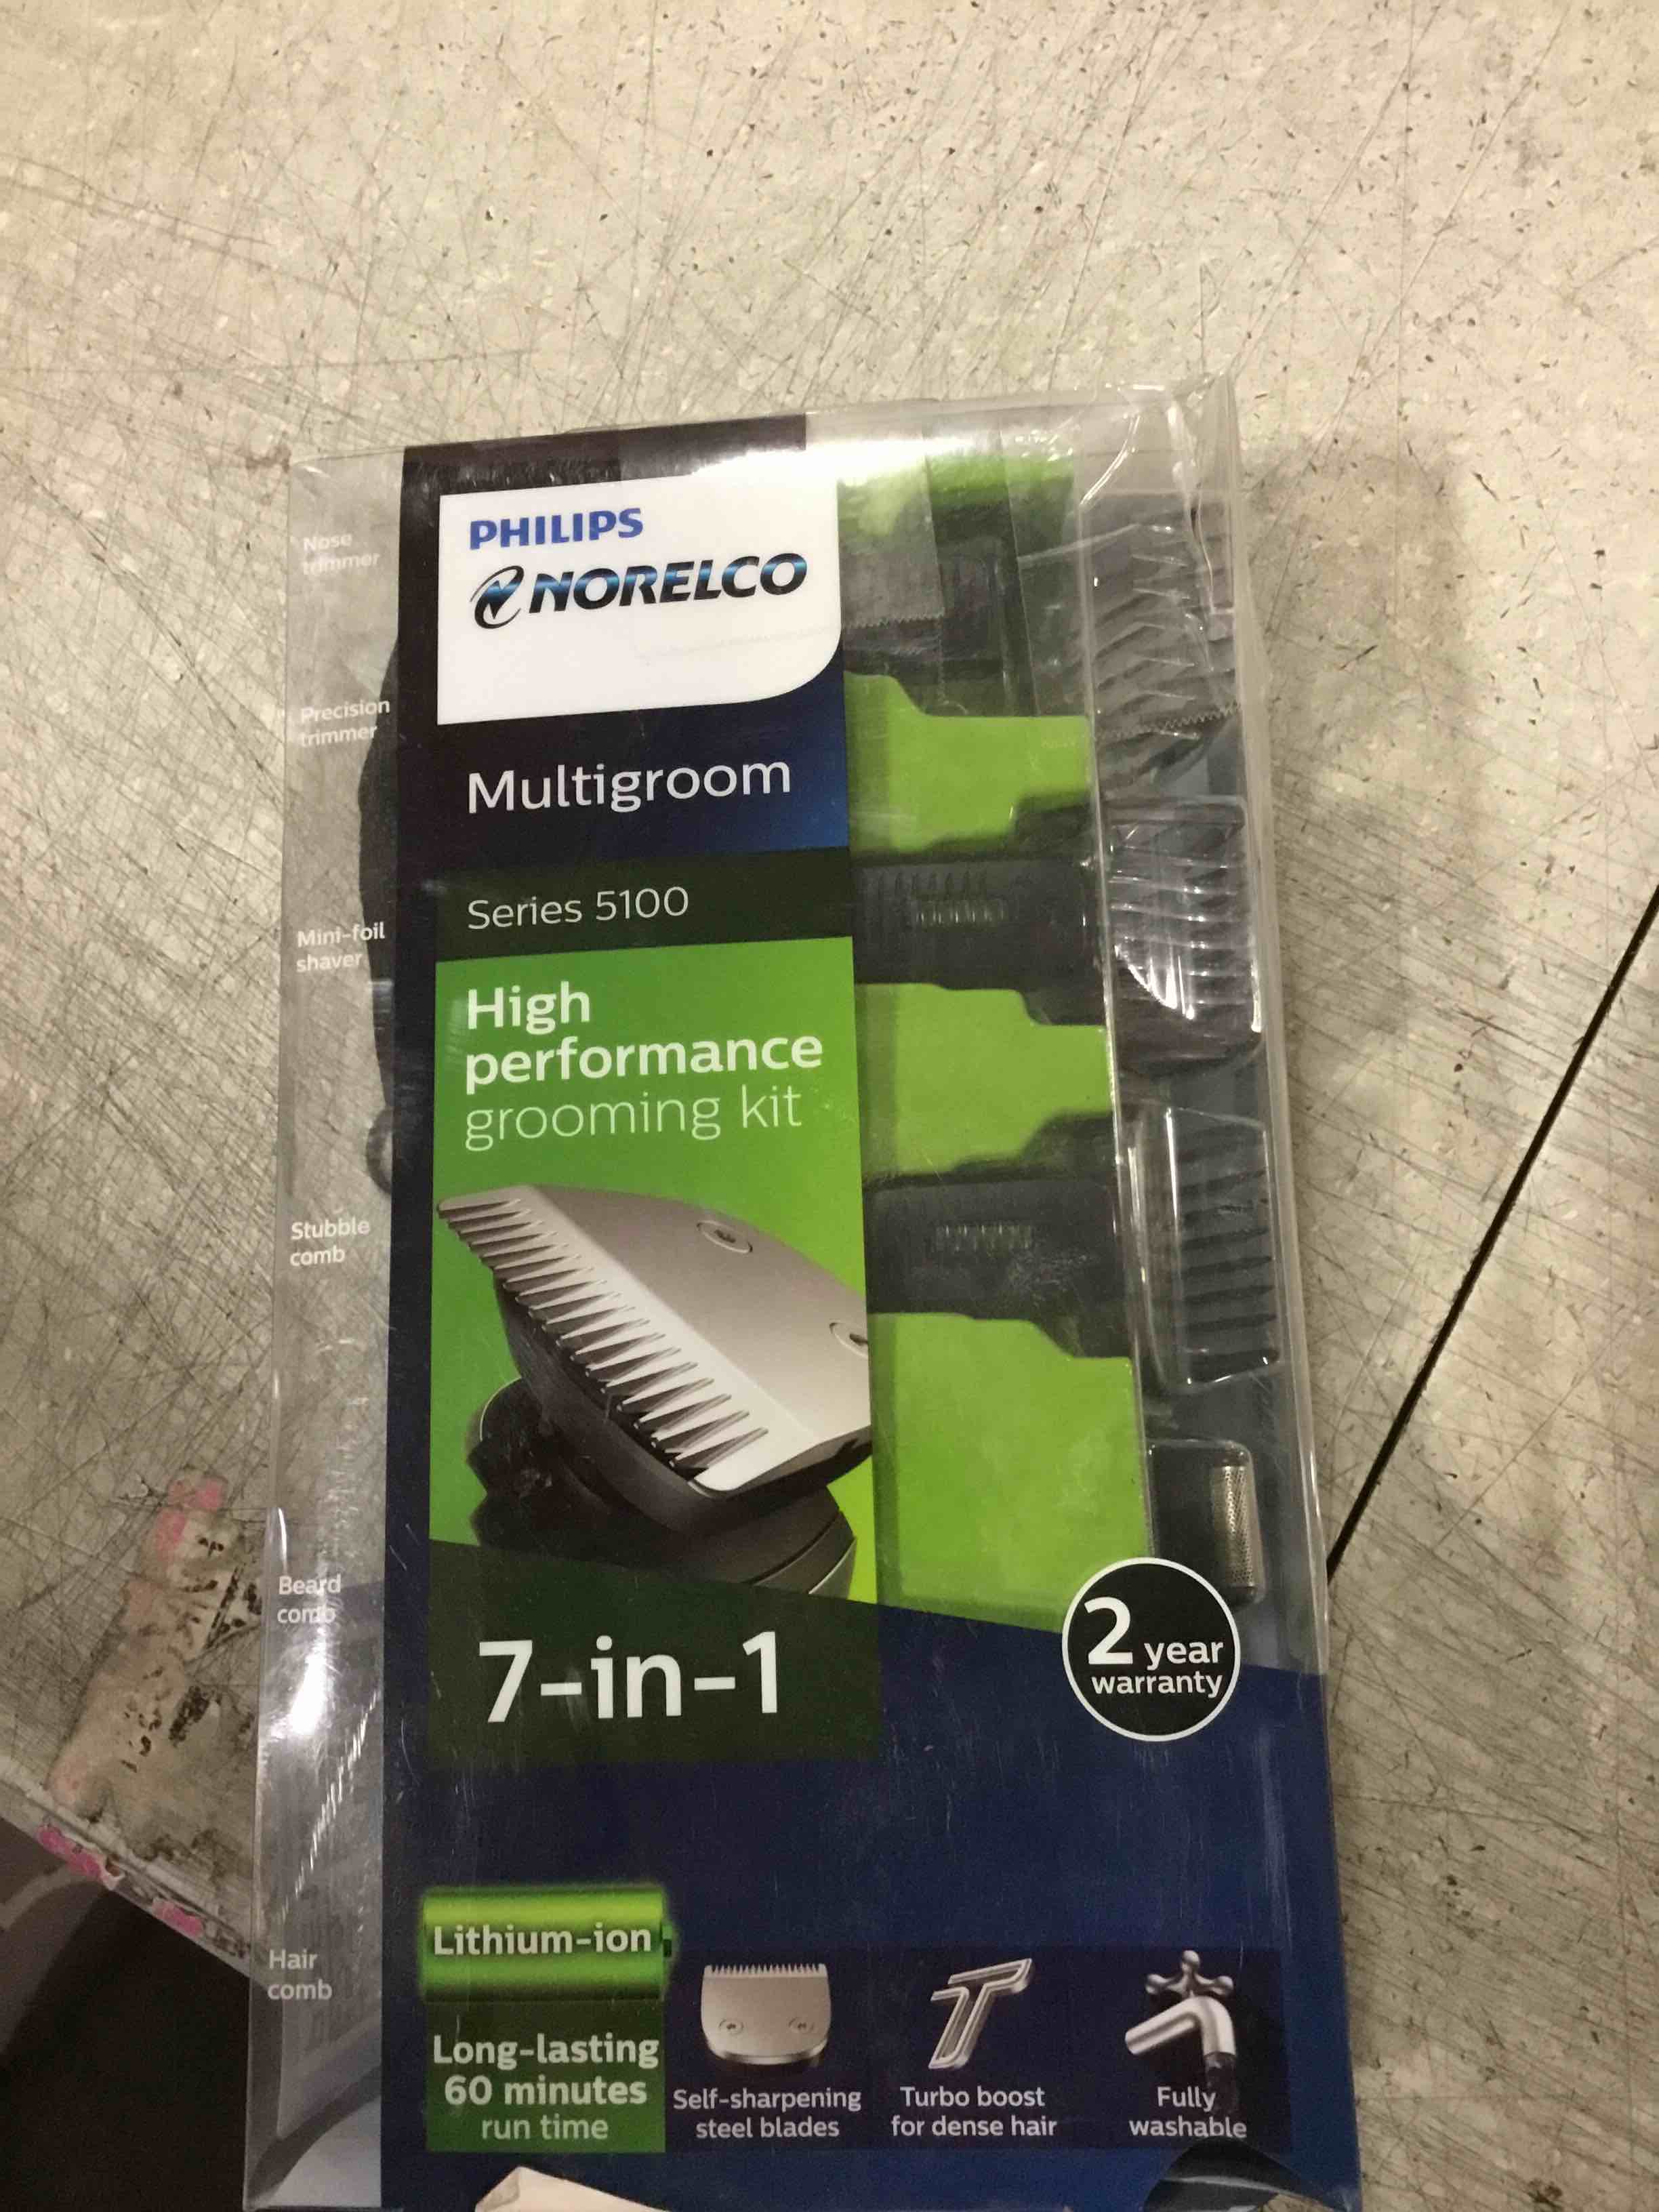 PHILIPS
NORELCO
Multigroom
Series 5100
High
performance
grooming kit
7-in-1
2 year
warranty
Lithium-ion
Long-lasting
60 minutes
run time
Self-sharpening
steel blades
Turbo boost
for dense hair
Fully
washable
Nose
trimmer
Precision
trimmer
Mini-foil
shaver
Stubble
comb
Beard
comb
Hair
comb